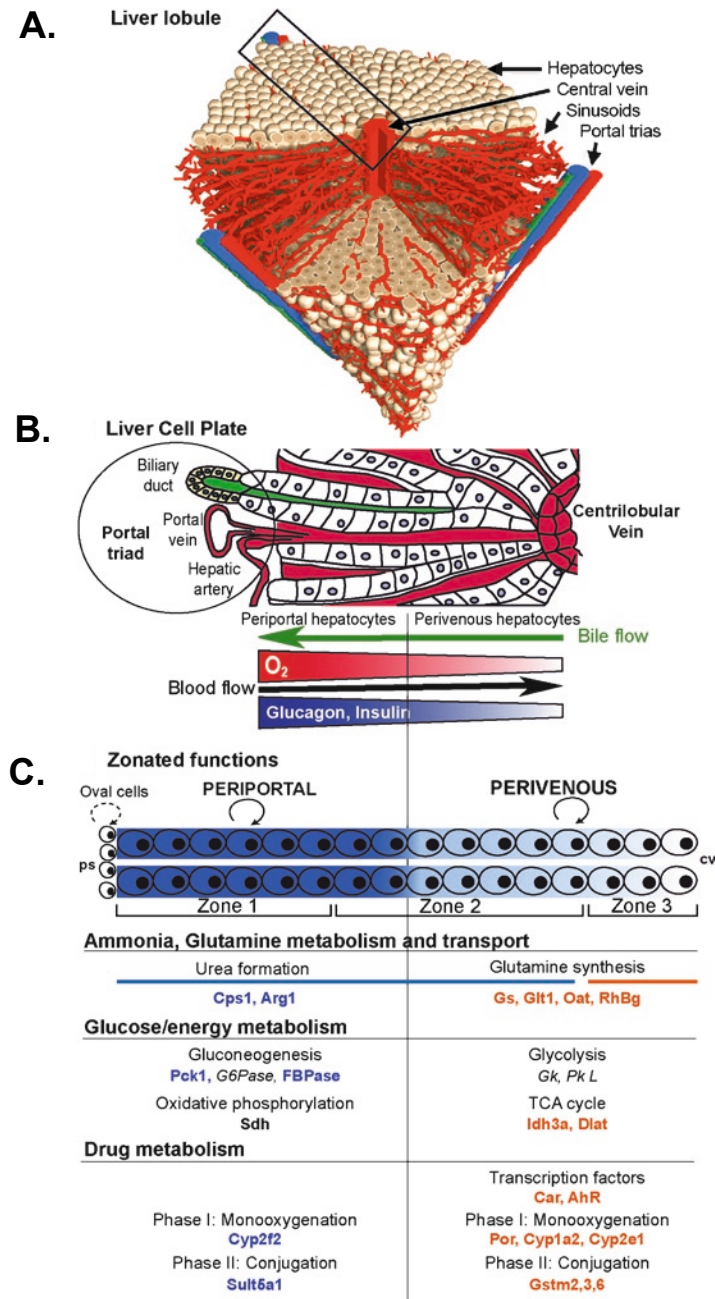 A.
Liver lobule
Hepatocytes
Central vein
Sinusoids
Portal trias
B.
Liver Cell Plate
Biliary
duct
Portal
vein
Portal
triad
Hepatic
artery
Centrilobular
Vein
Periportal hepatocytes
Perivenous hepatocytes
Bile flow
O2
Blood flow
Glucagon, Insulin
Zonated functions
C.
Oval cells
PERIPORTAL
PERIVENOUS
ps
cv
Zone 1
Zone 2
Zone 3
Ammonia, Glutamine metabolism and transport
Urea formation
Glutamine synthesis
Cps1, Arg1
Gs, Glt1, Oat, RhBg
Glucose/energy metabolism
Gluconeogenesis
Glycolysis
Pck1, G6Pase, FBPase
Gk, Pk L
Oxidative phosphorylation
TCA cycle
Sdh
Idh3a, Dlat
Drug metabolism
Transcription factors
Car, AhR
Phase I: Monooxygenation
Phase I: Monooxygenation
Cyp2f2
Por, Cyp1a2, Cyp2e1
Phase II: Conjugation
Phase II: Conjugation
Sult5a1
Gstm2,3,6